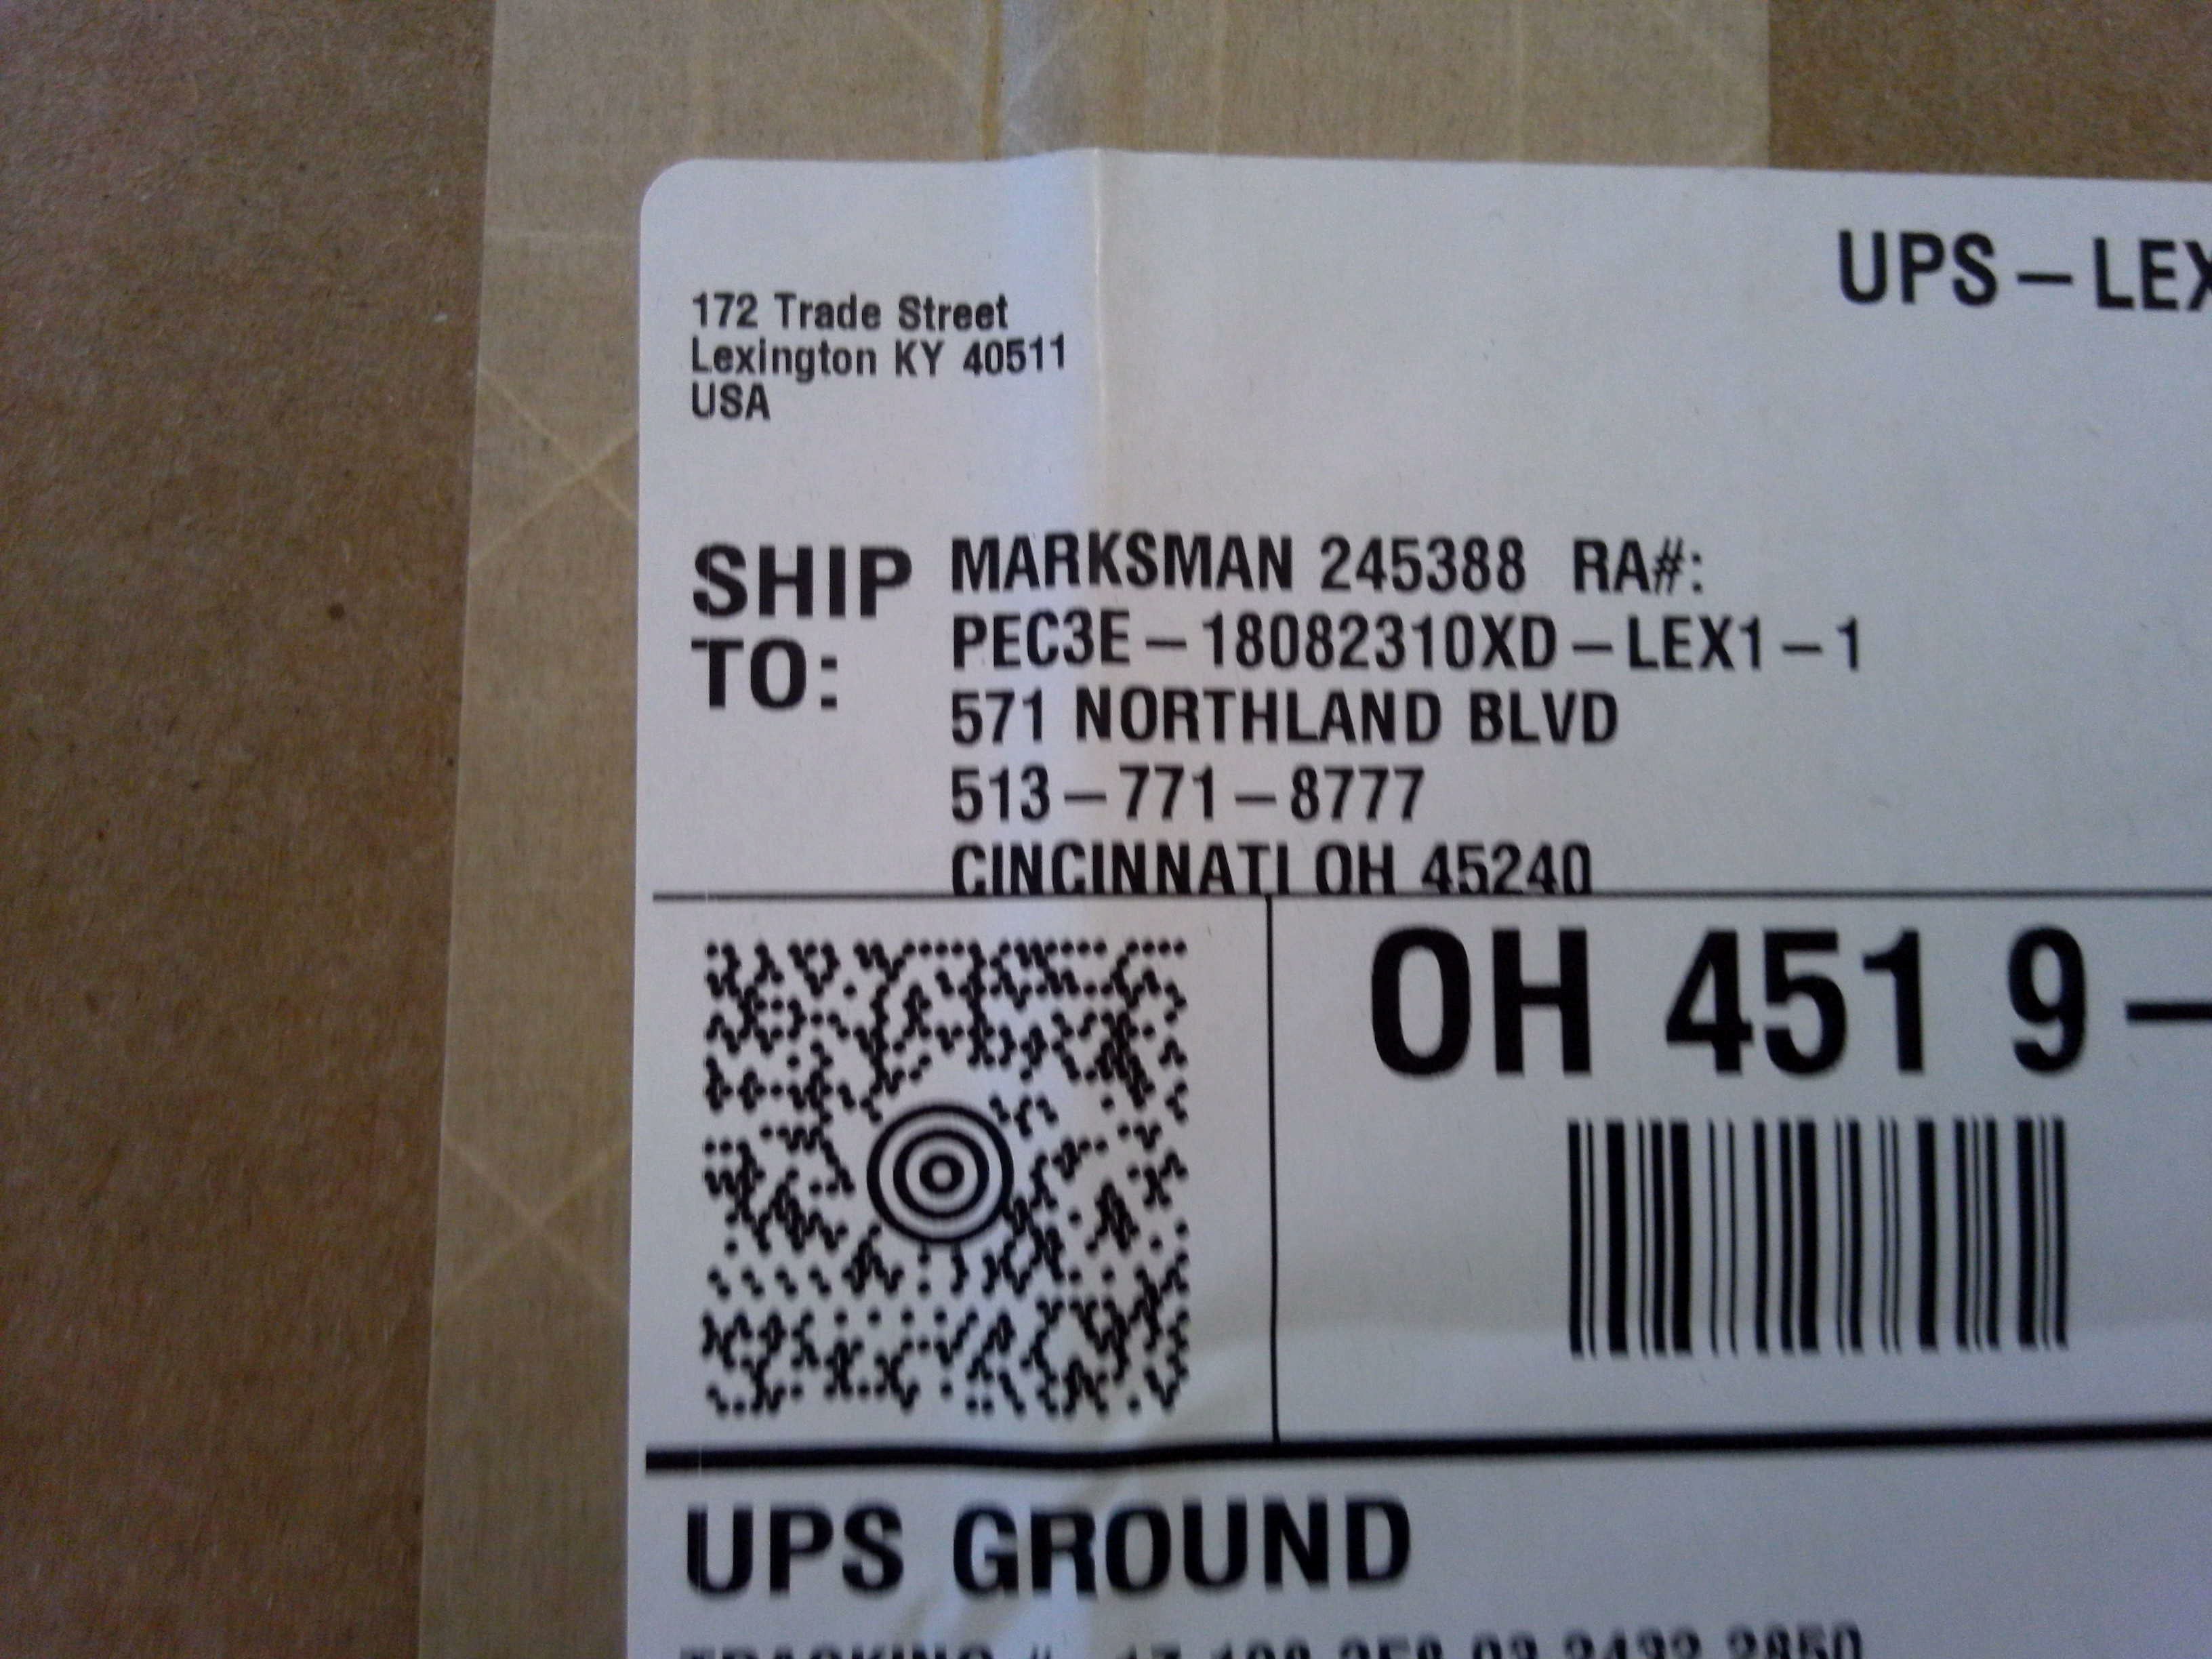 UPS – LEX
172 Trade Street
Lexington KY 40511
USA
SHIP TO:
MARKSMAN 245388 RA#:
PEC3E – 18082310XD – LEX1 – 1
571 NORTHLAND BLVD
513 – 771 – 8777
CINCINNATI OH 45240
OH 451 9 –
UPS GROUND
TRACKING #